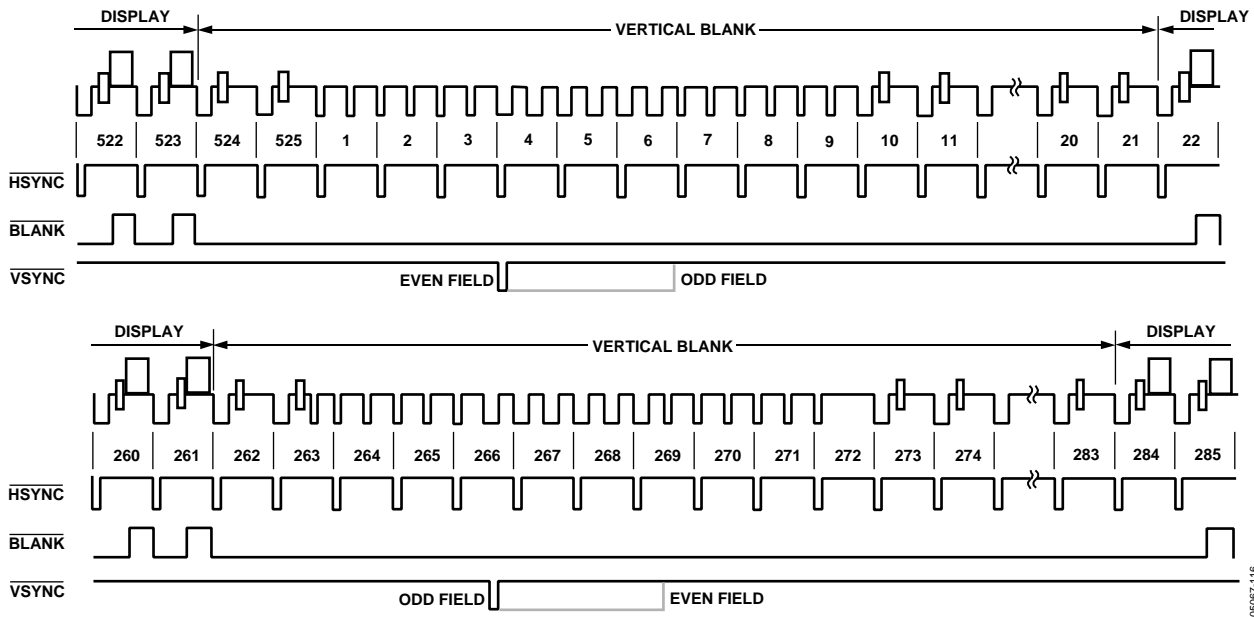 DISPLAY VERTICAL BLANK DISPLAY
522 523 524 525 1 2 3 4 5 6 7 8 9 10 11 20 21 22
HSYNC
BLANK
VSYNC
EVEN FIELD ODD FIELD
DISPLAY VERTICAL BLANK DISPLAY
260 261 262 263 264 265 266 267 268 269 270 271 272 273 274 283 284 285
HSYNC
BLANK
VSYNC
ODD FIELD EVEN FIELD
05067-116